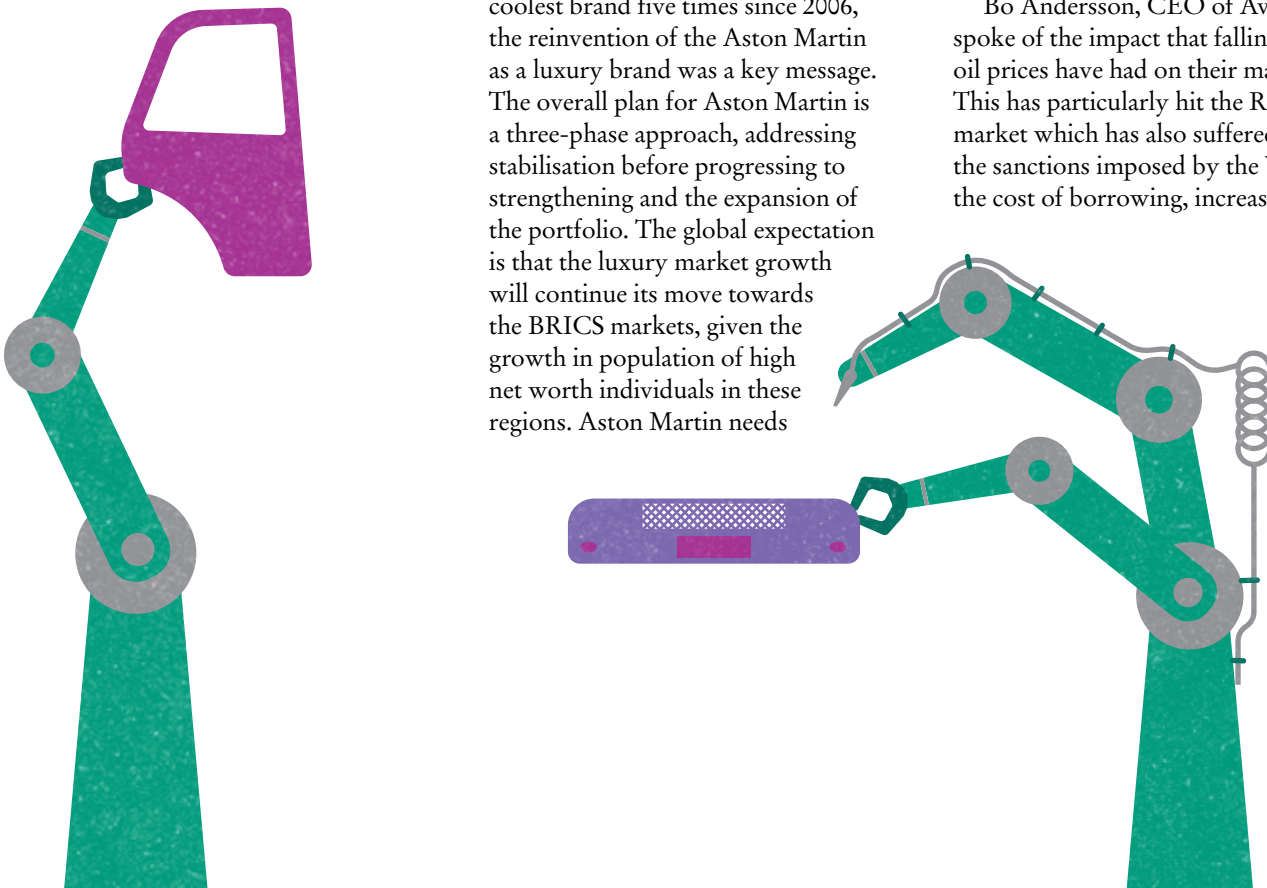 coolest brand five times since 2006,
the reinvention of the Aston Martin
as a luxury brand was a key message.
The overall plan for Aston Martin is
a three-phase approach, addressing
stabilisation before progressing to
strengthening and the expansion of
the portfolio. The global expectation
is that the luxury market growth
will continue its move towards
the BRICS markets, given the
growth in population of high
net worth individuals in these
regions. Aston Martin needs
Bo Andersson, CEO of Av
spoke of the impact that fallin
oil prices have had on their ma
This has particularly hit the R
market which has also suffered
the sanctions imposed by the
the cost of borrowing, increas